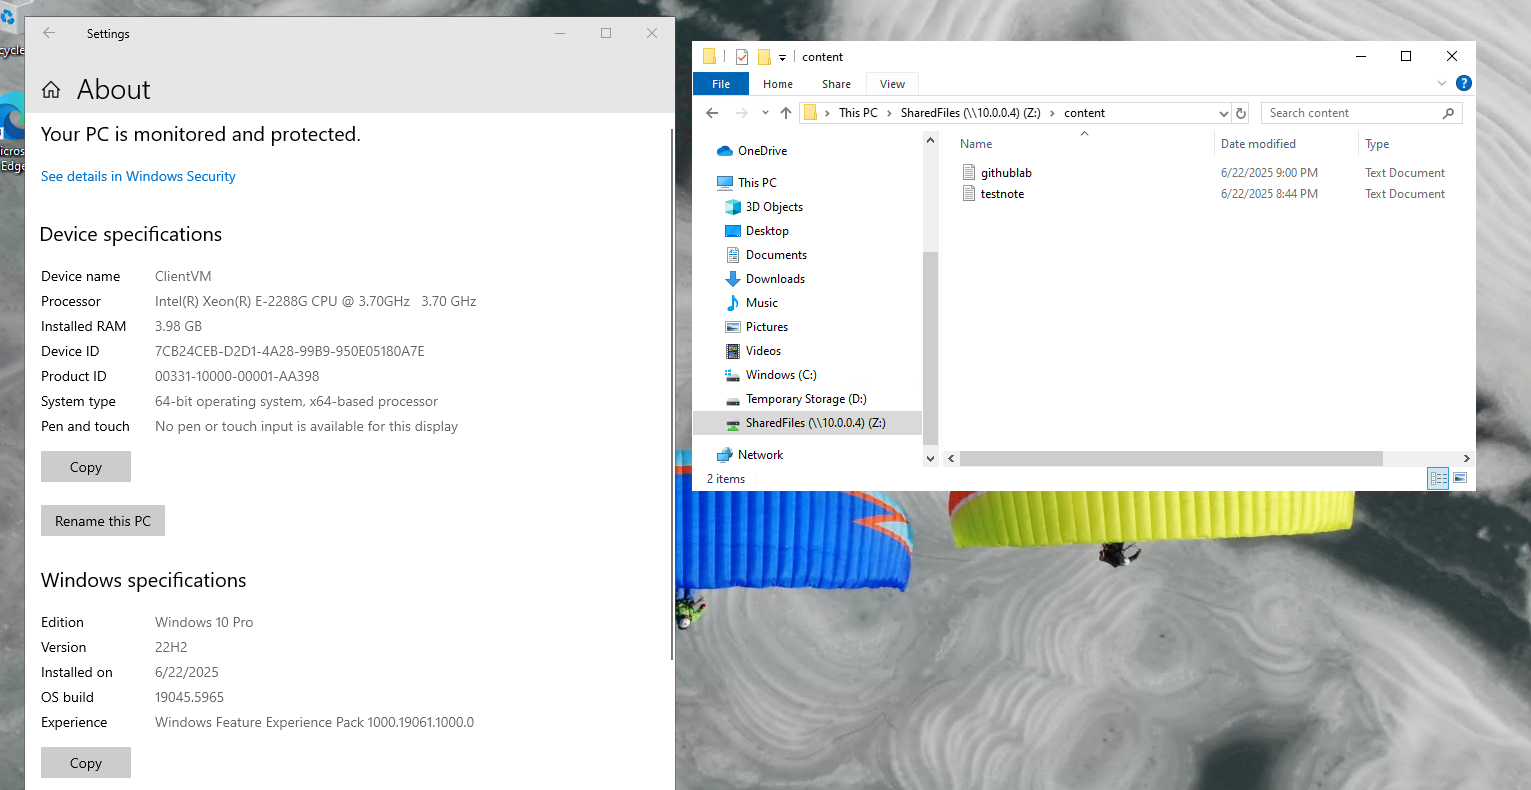 cycle
icros
Edge
Settings
About
Your PC is monitored and protected.
See details in Windows Security
Device specifications
Device name ClientVM
Processor Intel(R) Xeon(R) E-2288G CPU @ 3.70GHz 3.70 GHz
Installed RAM 3.98 GB
Device ID 7CB24CEB-D2D1-4A28-99B9-950E05180A7E
Product ID 00331-10000-00001-AA398
System type 64-bit operating system, x64-based processor
Pen and touch No pen or touch input is available for this display
Copy
Rename this PC
Windows specifications
Edition Windows 10 Pro
Version 22H2
Installed on 6/22/2025
OS build 19045.5965
Experience Windows Feature Experience Pack 1000.19061.1000.0
Copy
content
File Home Share View
This PC > SharedFiles (\\10.0.0.4) (Z:) > content
Search content
OneDrive
This PC
3D Objects
Desktop
Documents
Downloads
Music
Pictures
Videos
Windows (C:)
Temporary Storage (D:)
SharedFiles (\\10.0.0.4) (Z:)
Network
Name Date modified Type
githublab 6/22/2025 9:00 PM Text Document
testnote 6/22/2025 8:44 PM Text Document
2 items